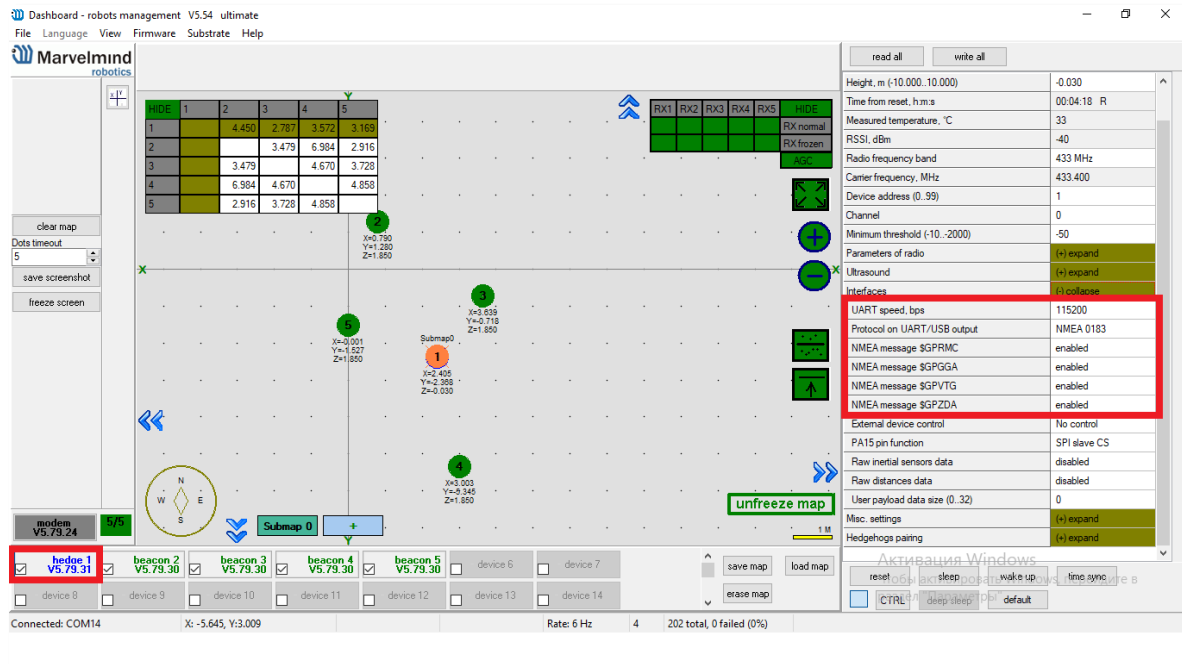 Dashboard - robots management V5.54 ultimate
File Language View Firmware Substrate Help
Marvelmind
robotics
clear map
Dots timeout
5
save screenshot
freeze screen
modem
V5.79.24
5/5
HIDE 1 2 3 4 5
1 4.450 2.787 3.572 3.169
2 3.479 6.984 2.916
3 3.479 4.670 3.728
4 6.984 4.670 4.858
5 2.916 3.728 4.858
Y
X
X
Y
RX1 RX2 RX3 RX4 RX5 HIDE
RX normal
RX frozen
AGC
2
X=0.790
Y=1.280
Z=1.850
3
X=3.639
Y=-0.718
Z=1.850
5
X=-0.001
Y=-1.527
Z=1.850
Submap0
1
X=2.405
Y=-2.368
Z=-0.030
4
X=3.003
Z=1.850
N
W E
S
Submap 0
+
unfreeze map
1 M
read all write all
Height, m (-10.000..10.000) -0.030
Time from reset, h:m:s 00:04:18 R
Measured temperature, °C 33
RSSI, dBm -40
Radio frequency band 433 MHz
Carrier frequency, MHz 433.400
Device address (0..99) 1
Channel 0
Minimum threshold (-10..-2000) -50
Parameters of radio (+) expand
Ultrasound (+) expand
Interfaces (-) collapse
UART speed, bps 115200
Protocol on UART/USB output NMEA 0183
NMEA message $GPRMC enabled
NMEA message $GPGGA enabled
NMEA message $GPVTG enabled
NMEA message $GPZDA enabled
External device control No control
PA15 pin function SPI slave CS
Raw inertial sensors data disabled
Raw distances data disabled
User payload data size (0..32) 0
Misc. settings (+) expand
Hedgehogs pairing (+) expand
Активация Windows
reset sleep wake up time sync
CTRL deep sleep default
hedge 1
V5.79.31
beacon 2
V5.79.30
beacon 3
V5.79.30
beacon 4
V5.79.30
beacon 5
V5.79.30
device 6
device 7
device 8
device 9
device 10
device 11
device 12
device 13
device 14
save map load map
erase map
Connected: COM14 X: -5.645, Y:3.009 Rate: 6 Hz 4 202 total, 0 failed (0%)